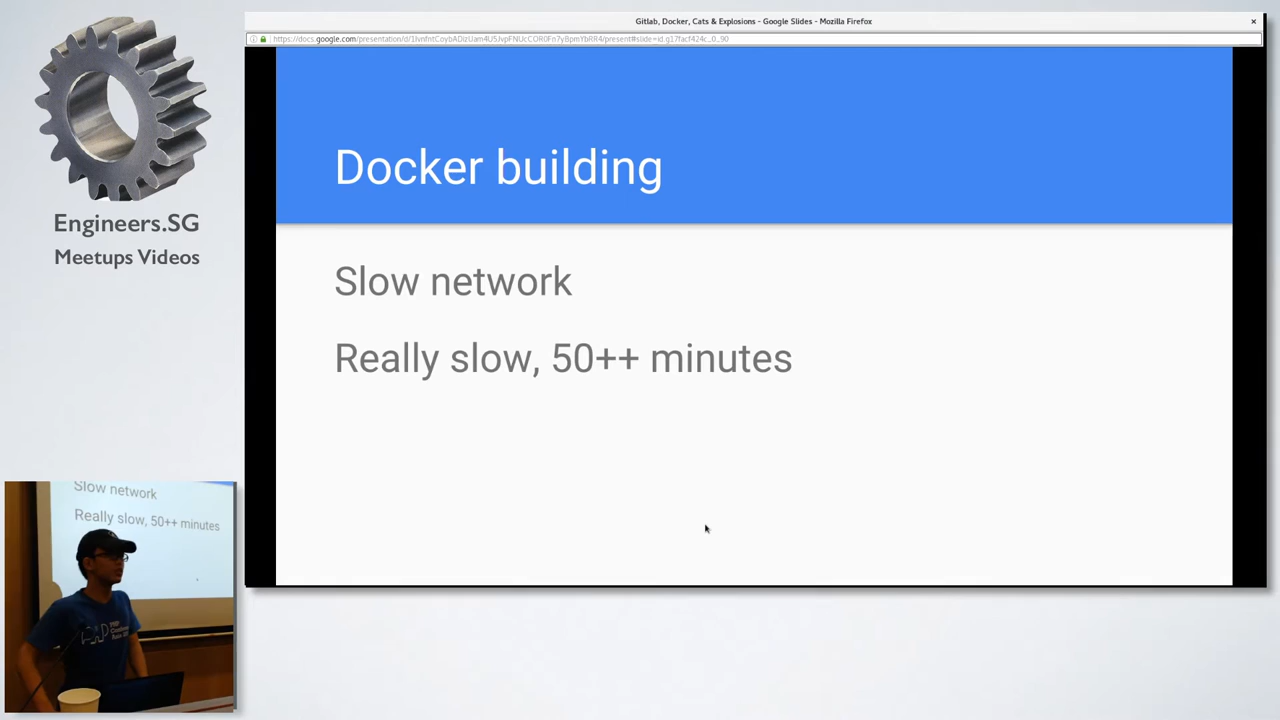 Gitlab, Docker, Cats & Explosions - Google Slides - Mozilla Firefox
Docker building
Slow network
Really slow, 50++ minutes
Engineers.SG
Meetups Videos
Slow network
Really slow, 50++ minutes